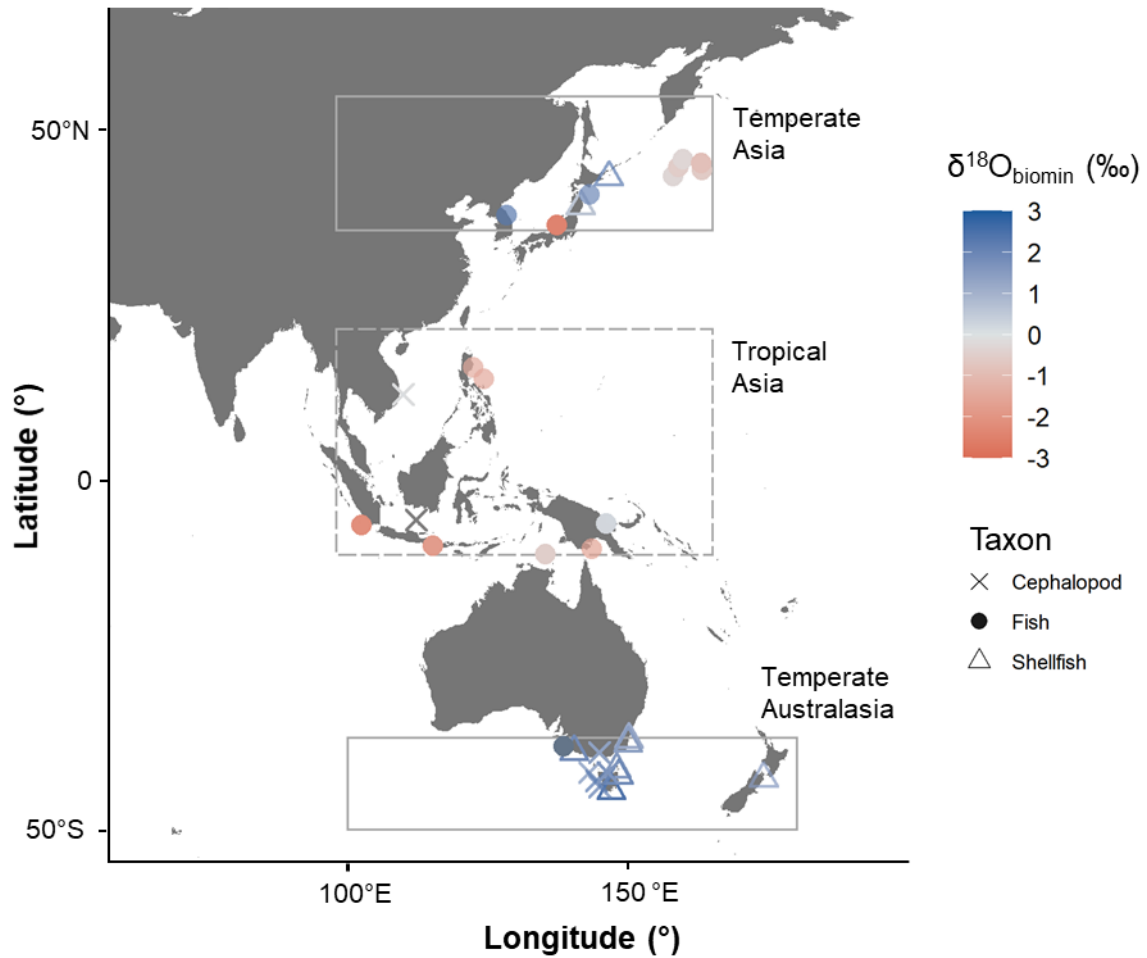 50°N
0
50°S
Latitude (°)
100°E
150 °E
Longitude (°)
Temperate
Asia
Tropical
Asia
Temperate
Australasia
δ¹⁸O_biomin (‰)
3
2
1
0
-1
-2
-3
Taxon
Cephalopod
Fish
Shellfish